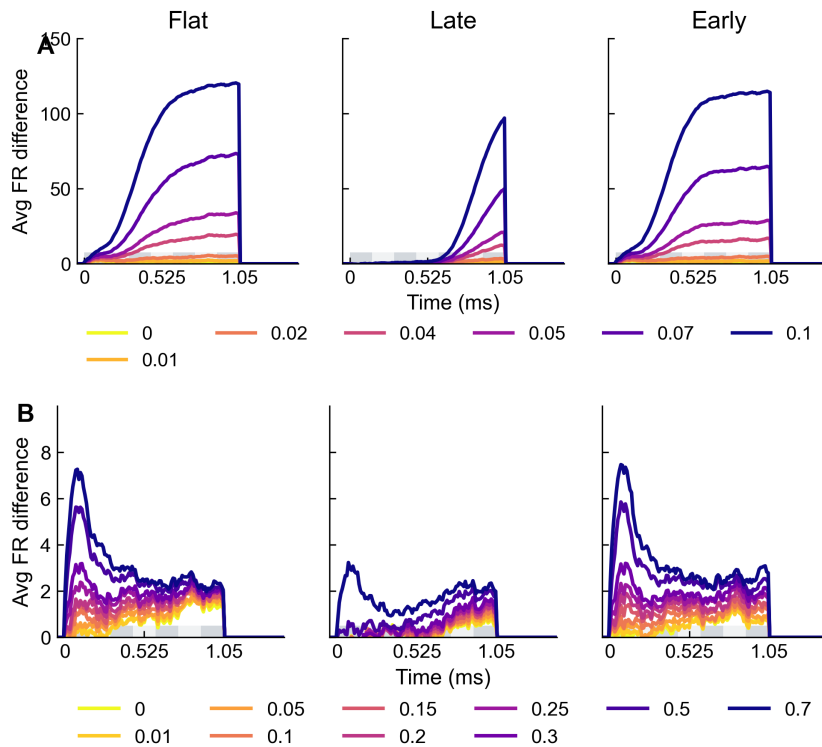 Flat Late Early
A
150
100
50
0
Avg FR difference
0 0.525 1.05 0 0.525 1.05 0 0.525 1.05
Time (ms)
0 0.02 0.04 0.05 0.07 0.1
0.01
B
8
6
4
2
0
Avg FR difference
0 0.525 1.05 0 0.525 1.05 0 0.525 1.05
Time (ms)
0 0.05 0.15 0.25 0.5 0.7
0.01 0.1 0.2 0.3